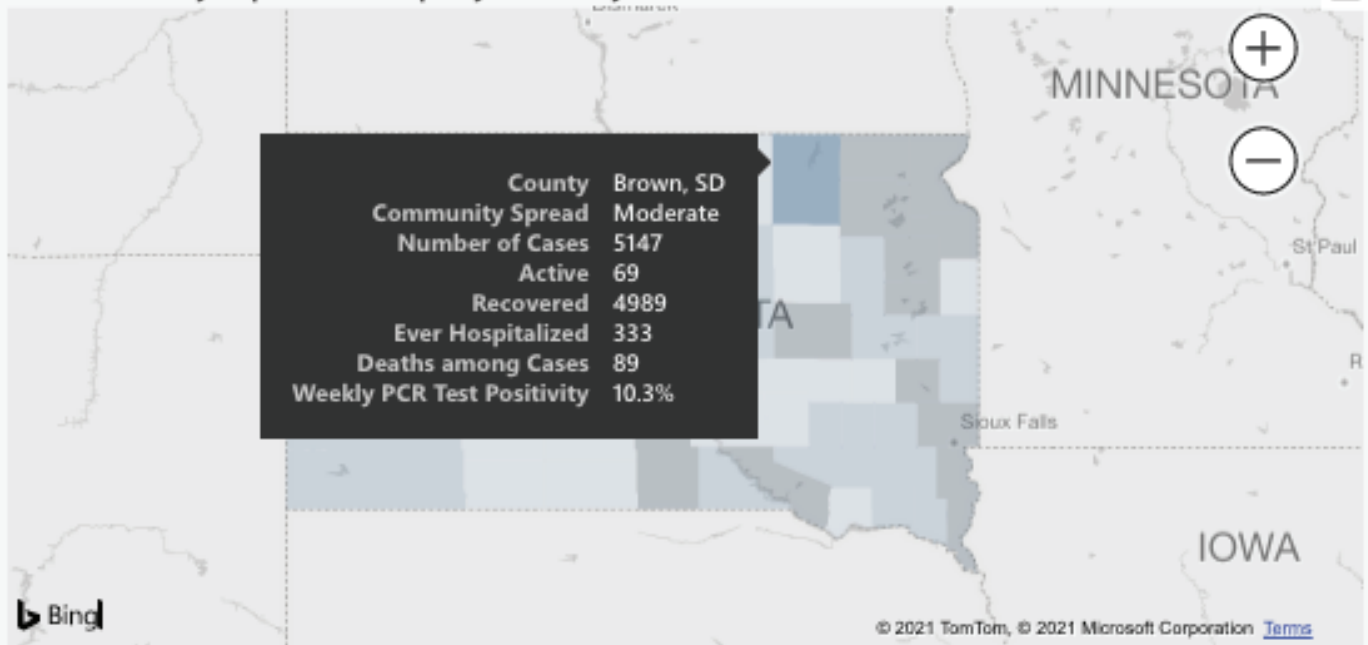 MINNESOTA
County Brown, SD
Community Spread Moderate
Number of Cases 5147
Active 69
Recovered 4989
Ever Hospitalized 333
Deaths among Cases 89
Weekly PCR Test Positivity 10.3%
St Paul
TA
R
Sioux Falls
IOWA
Bing
© 2021 TomTom, © 2021 Microsoft Corporation Terms